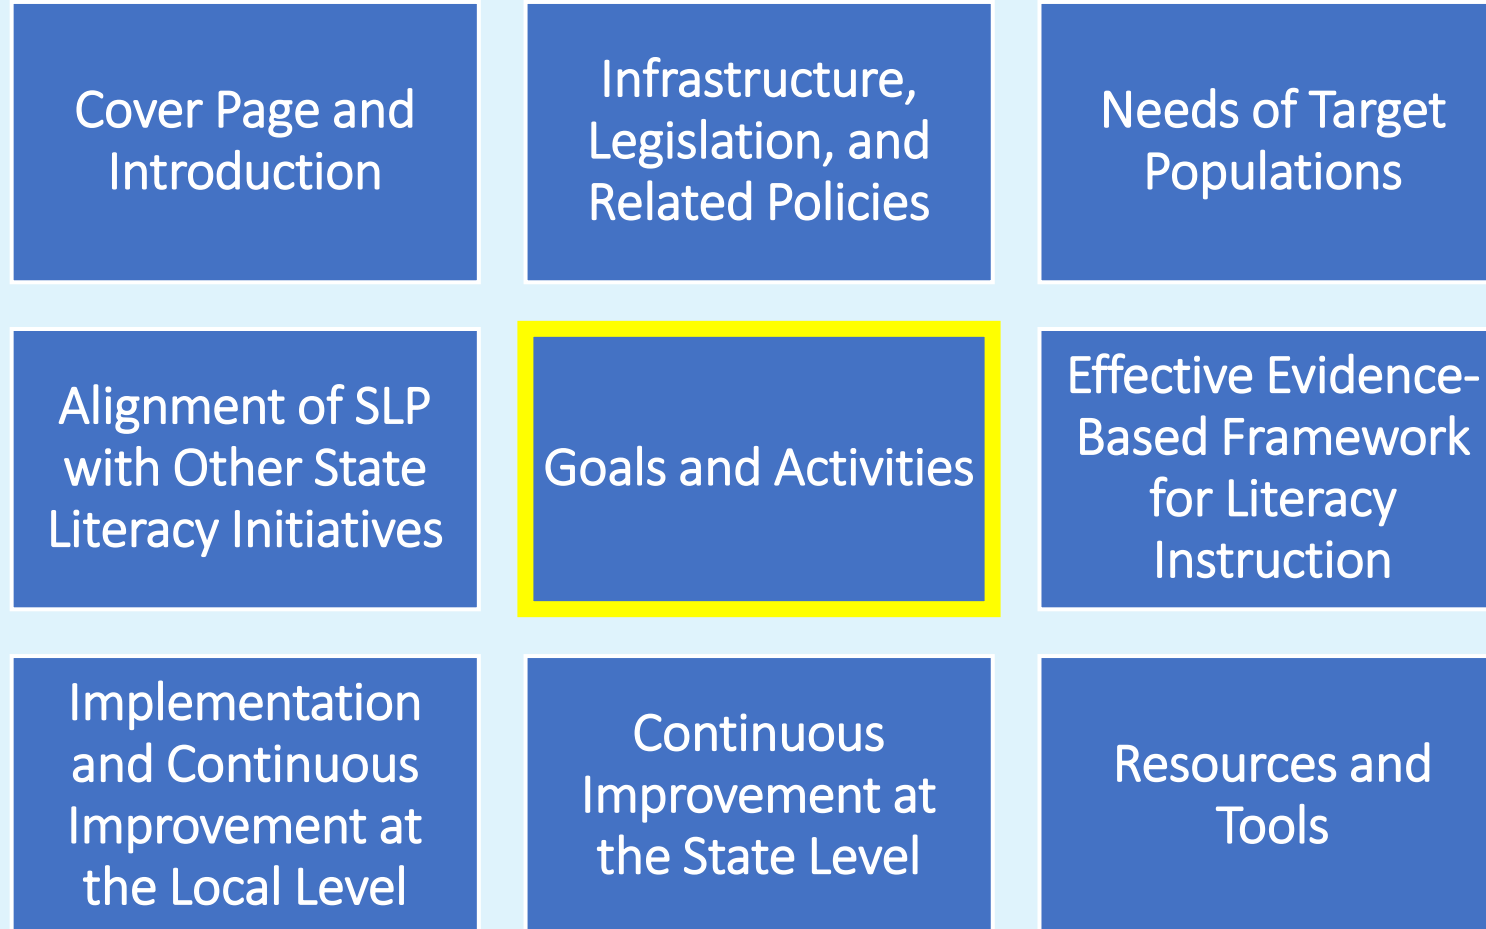 Cover Page and
Introduction
Infrastructure,
Legislation, and
Related Policies
Needs of Target
Populations
Alignment of SLP
with Other State
Literacy Initiatives
Goals and Activities
Effective Evidence-
Based Framework
for Literacy
Instruction
Implementation
and Continuous
Improvement at
the Local Level
Continuous
Improvement at
the State Level
Resources and
Tools